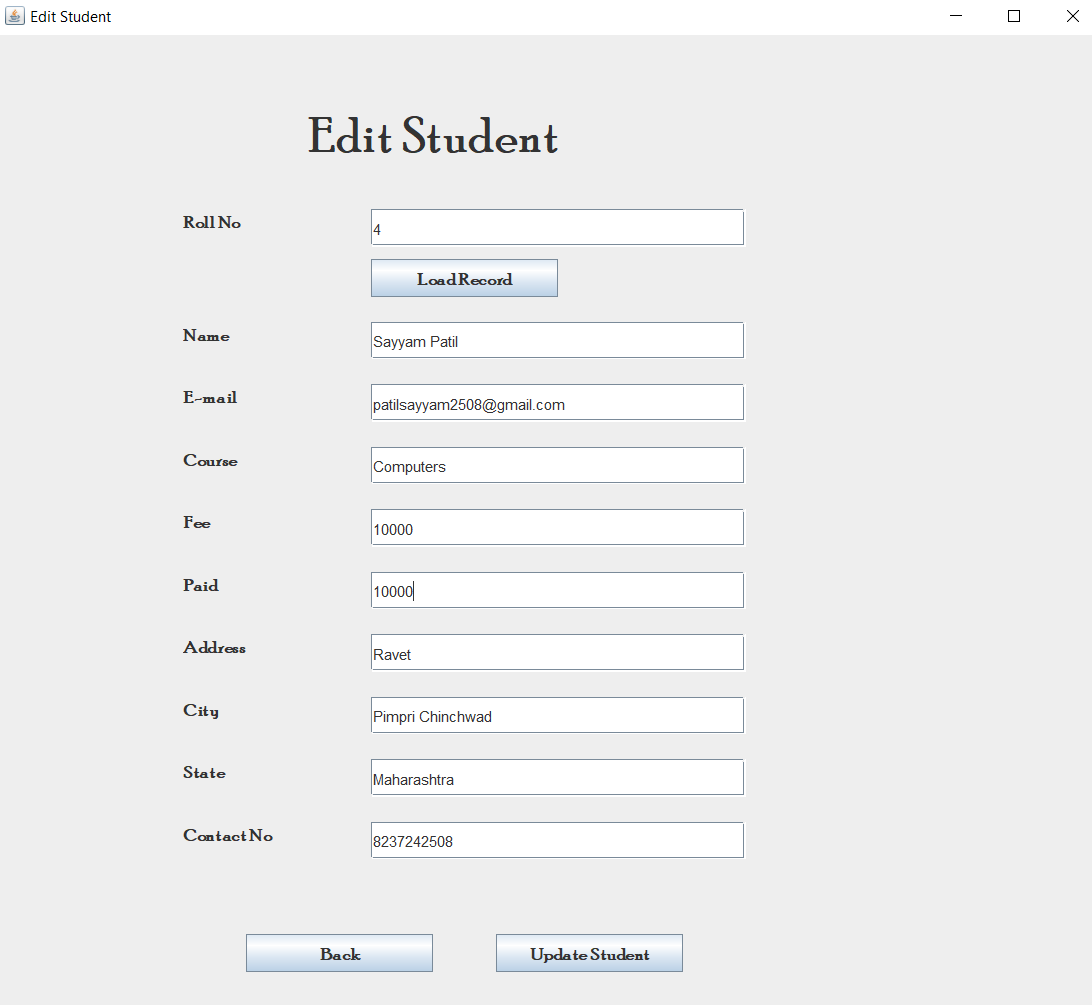 Edit Student
Edit Student
Roll No 4
Load Record
Name Sayyam Patil
E-mail patilsayyam2508@gmail.com
Course Computers
Fee 10000
Paid 10000
Address Ravet
City Pimpri Chinchwad
State Maharashtra
Contact No 8237242508
Back Update Student